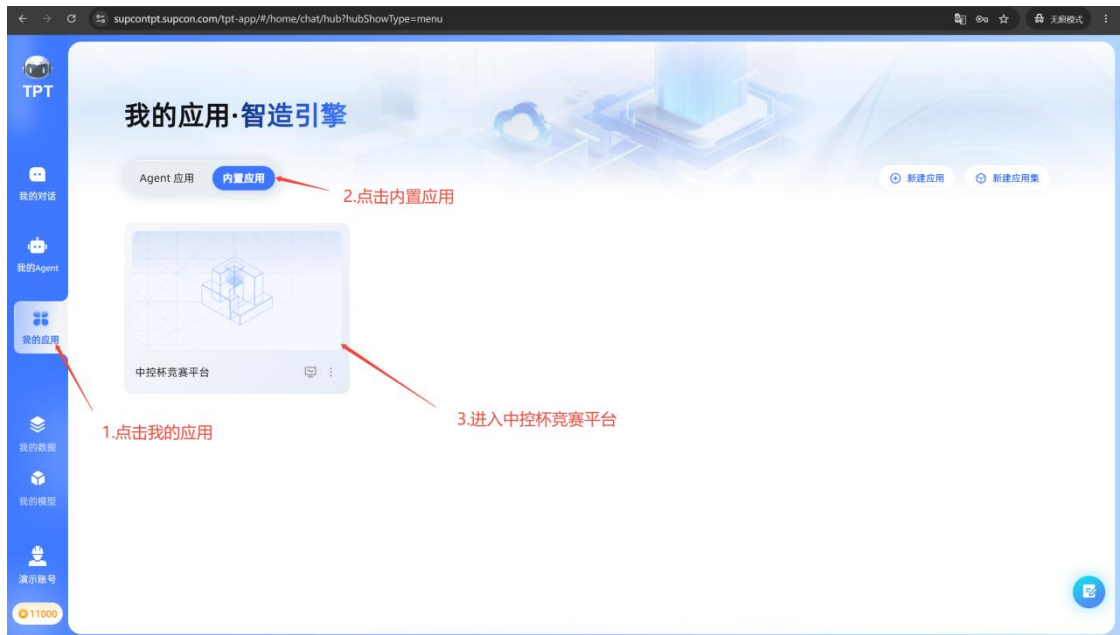 supcontpt.supcon.com/tpt-app/#/home/chat/hub?hubShowType=menu
无痕模式
TPT
我的应用·智造引擎
Agent 应用
内置应用
2.点击内置应用
新建应用
新建应用集
我的对话
我的Agent
我的应用
中控杯竞赛平台
1.点击我的应用
3.进入中控杯竞赛平台
我的数据
我的模型
演示账号
11000